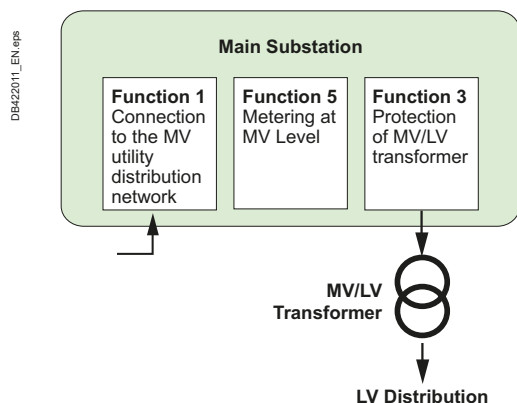 DB422011_EN.eps
Main Substation
Function 1
Connection
to the MV
utility
distribution
network
Function 5
Metering at
MV Level
Function 3
Protection
of MV/LV
transformer
MV/LV
Transformer
LV Distribution